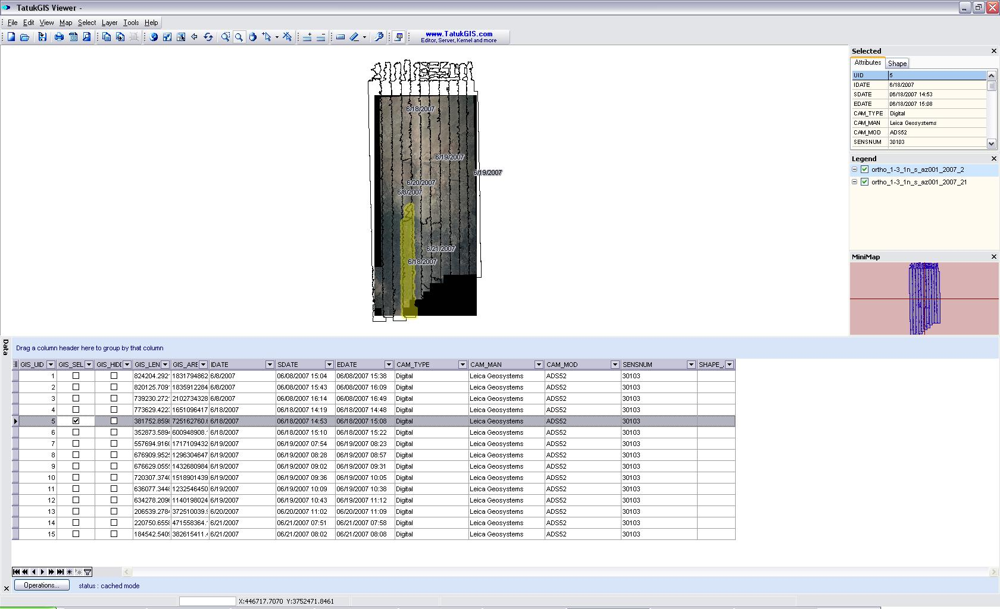 TatukGIS Viewer -
File Edit View Map Select Layer Tools Help
www.TatukGIS.com
Editor, Server, Kernel and more
6/18/2007
6/19/2007
6/19/2007
6/20/2007
6/8/2007
6/21/2007
6/18/2007
Selected
Attributes Shape
UID 5
IDATE 6/18/2007
SDATE 06/18/2007 14:53
EDATE 06/18/2007 15:08
CAM_TYPE Digital
CAM_MAN Leica Geosystems
CAM_MOD ADS52
SENSNUM 30103
Legend
ortho_1-3_1n_s_az001_2007_2
ortho_1-3_1n_s_az001_2007_21
MiniMap
Data
Drag a column header here to group by that column
GIS_UID GIS_SEL GIS_HID GIS_LEN GIS_ARE IDATE SDATE EDATE CAM_TYPE CAM_MAN CAM_MOD SENSNUM SHAPE_
1 824204.292 1831794862 6/8/2007 06/08/2007 15:04 06/08/2007 15:38 Digital Leica Geosystems ADS52 30103
2 820125.709 1835912284 6/8/2007 06/08/2007 15:43 06/08/2007 16:09 Digital Leica Geosystems ADS52 30103
3 739230.272 2102734328 6/8/2007 06/08/2007 16:14 06/08/2007 16:49 Digital Leica Geosystems ADS52 30103
4 773629.422 1651096417 6/18/2007 06/18/2007 14:19 06/18/2007 14:48 Digital Leica Geosystems ADS52 30103
5 381752.859 725162760. 6/18/2007 06/18/2007 14:53 06/18/2007 15:08 Digital Leica Geosystems ADS52 30103
6 352873.589 600948908. 6/18/2007 06/18/2007 15:10 06/18/2007 15:22 Digital Leica Geosystems ADS52 30103
7 557694.916 1717109432 6/19/2007 06/19/2007 07:54 06/19/2007 08:23 Digital Leica Geosystems ADS52 30103
8 676909.952 1296304647 6/19/2007 06/19/2007 08:28 06/19/2007 08:57 Digital Leica Geosystems ADS52 30103
9 676629.055 1432680984 6/19/2007 06/19/2007 09:02 06/19/2007 09:31 Digital Leica Geosystems ADS52 30103
10 720307.374 1518901439 6/19/2007 06/19/2007 09:36 06/19/2007 10:05 Digital Leica Geosystems ADS52 30103
11 636077.344 1232546450 6/19/2007 06/19/2007 10:09 06/19/2007 10:38 Digital Leica Geosystems ADS52 30103
12 634278.209 1140198024 6/19/2007 06/19/2007 10:43 06/19/2007 11:12 Digital Leica Geosystems ADS52 30103
13 206539.278 372510039. 6/20/2007 06/20/2007 11:02 06/20/2007 11:09 Digital Leica Geosystems ADS52 30103
14 220750.655 471558364. 6/21/2007 06/21/2007 07:51 06/21/2007 07:58 Digital Leica Geosystems ADS52 30103
15 184542.540 382615411. 6/21/2007 06/21/2007 08:02 06/21/2007 08:08 Digital Leica Geosystems ADS52 30103
Operations... status : cached mode
X:446717.7070 Y:3752471.8461